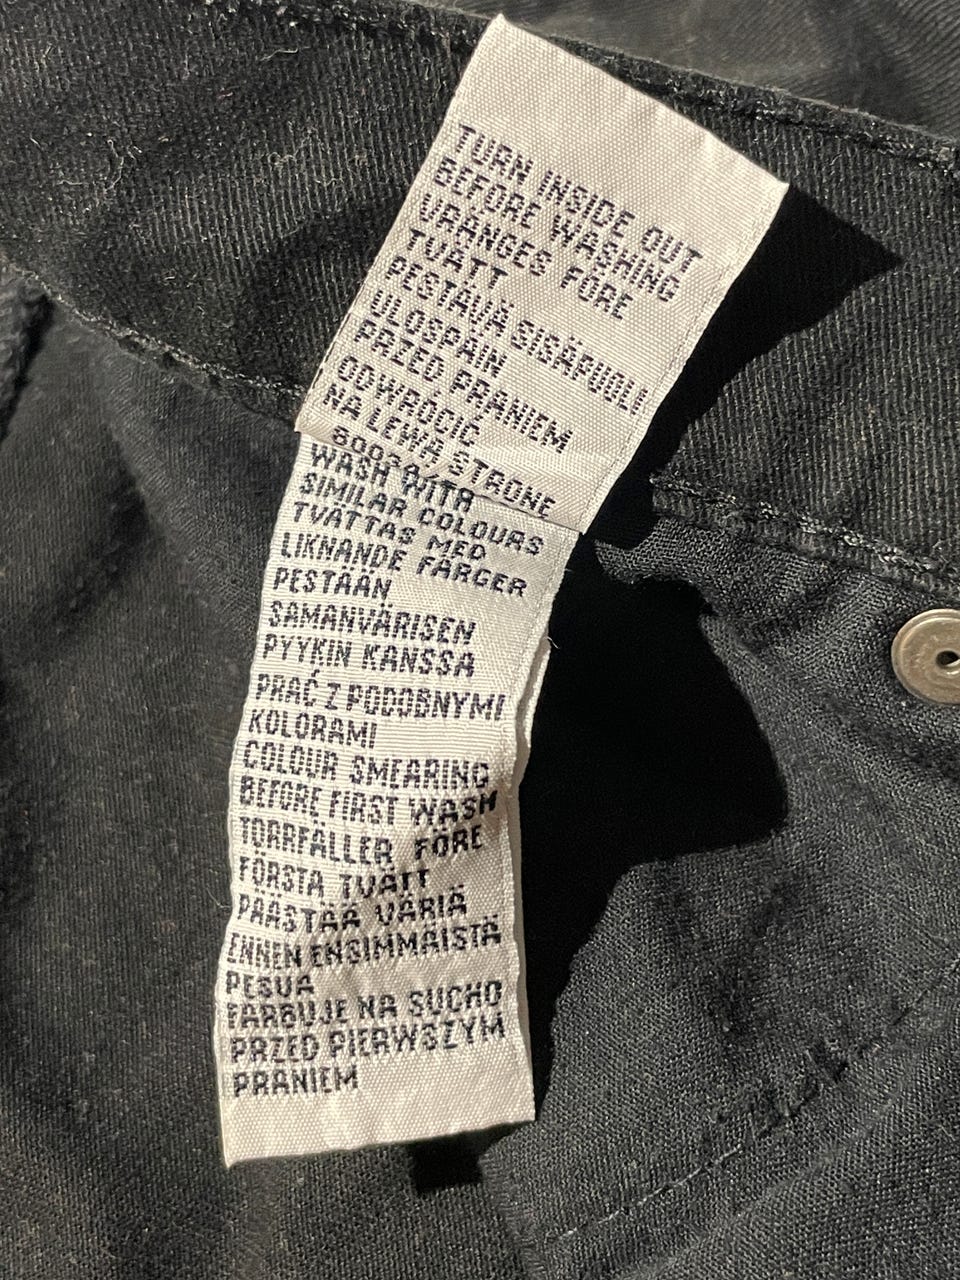 TURN INSIDE OUT
BEFORE WASHING
VRÄNGES FÖRE
TVÄTT
PESTÄVÄ SISÄPUOLI
ULOSPÄIN
PRZED PRANIEM
ODWRÓCIĆ
NA LEWĄ STRONĘ
WASH WITH
SIMILAR COLOURS
TVÄTTAS MED
LIKNANDE FÄRGER
PESTÄÄN
SAMANVÄRISEN
PYYKIN KANSSA
PRAĆ Z PODOBNYMI
KOLORAMI
COLOUR SMEARING
BEFORE FIRST WASH
TORRFÄLLER FÖRE
FÖRSTA TVÄTT
PÄÄSTÄÄ VÄRIÄ
ENNEN ENSIMMÄISTÄ
PESUA
FARBUJE NA SUCHO
PRZED PIERWSZYM
PRANIEM